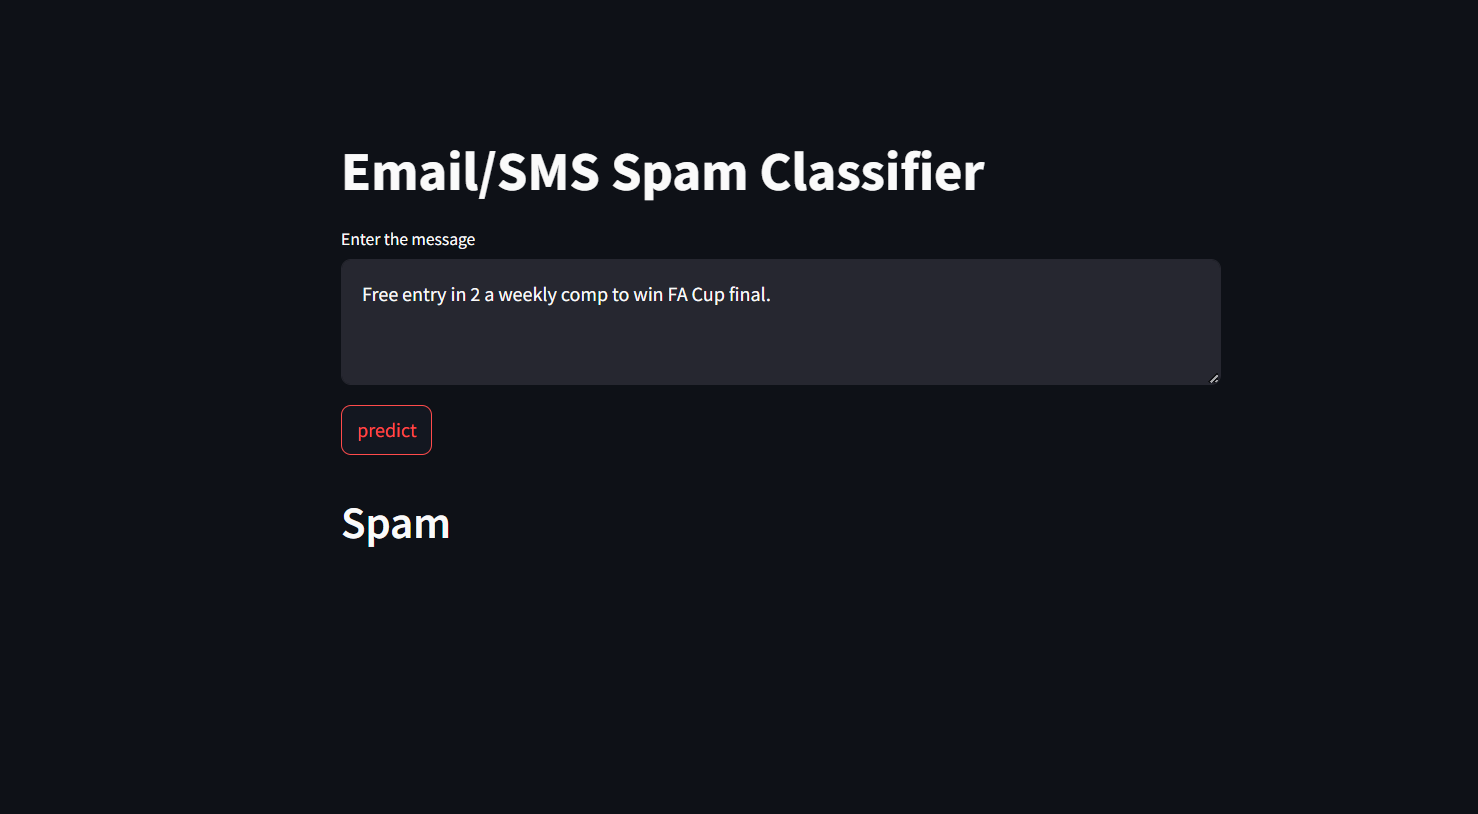 Email/SMS Spam Classifier
Enter the message
Free entry in 2 a weekly comp to win FA Cup final.
predict
Spam